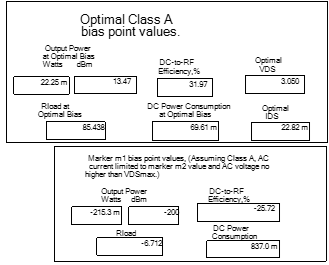 Optimal Class A
bias point values.
Output Power
at Optimal Bias
Watts dBm
22.25 m
13.47
DC-to-RF
Efficiency,%
31.97
Optimal
VDS
3.050
Rload at
Optimal Bias
85.438
DC Power Consumption
at Optimal Bias
69.61 m
Optimal
IDS
22.82 m
Marker m1 bias point values, (Assuming Class A, AC
current limited to marker m2 value and AC voltage no
higher than VDSmax.)
Output Power
Watts dBm
-215.3 m
-200
DC-to-RF
Efficiency,%
-25.72
Rload
-6.712
DC Power
Consumption
837.0 m